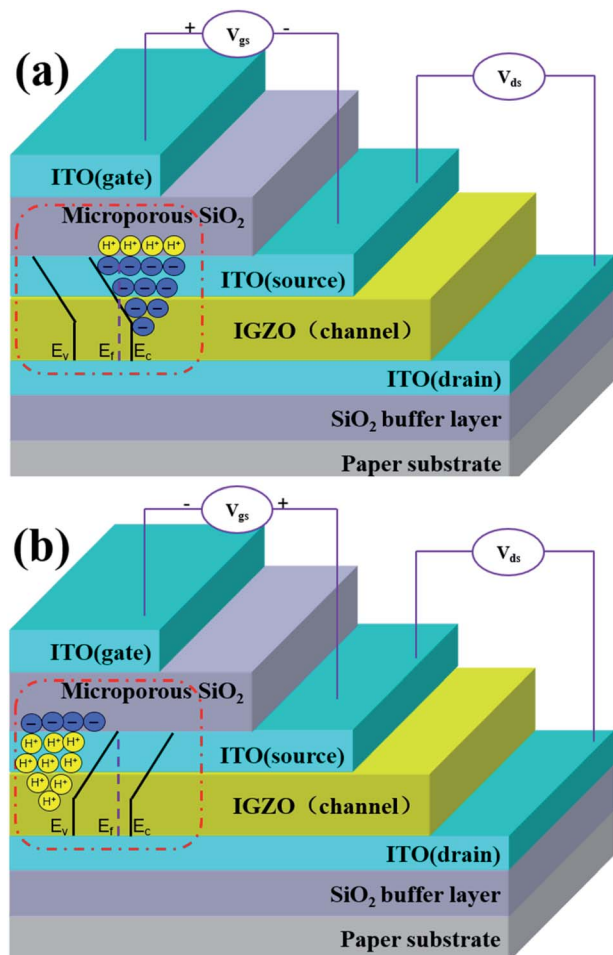 (a)
+ Vgs -
Vds
ITO(gate)
Microporous SiO2
H+ H+ H+ H+
− − − −
ITO(source)
− − −
− −
IGZO（channel）
−
Ev Ef Ec
ITO(drain)
SiO2 buffer layer
Paper substrate
(b)
- Vgs +
Vds
ITO(gate)
Microporous SiO2
− − − −
H+ H+ H+
ITO(source)
H+ H+ H+
H+ H+
IGZO（channel）
H+
Ev Ef Ec
ITO(drain)
SiO2 buffer layer
Paper substrate